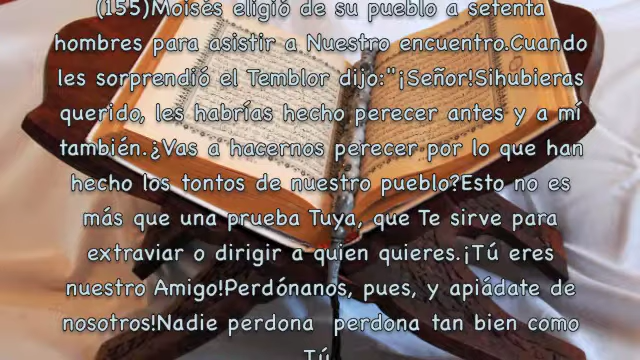 (155)Moisés eligió de su pueblo a setenta
hombres para asistir a Nuestro encuentro.Cuando
les sorprendió el Temblor dijo:"¡Señor!Sihubieras
querido, les habrías hecho perecer antes y a mí
también.¿Vas a hacernos perecer por lo que han
hecho los tontos de nuestro pueblo?Esto no es
más que una prueba Tuya, que Te sirve para
extraviar o dirigir a quien quieres.¡Tú eres
nuestro Amigo!Perdónanos, pues, y apiádate de
nosotros!Nadie perdona  perdona tan bien como
Tú